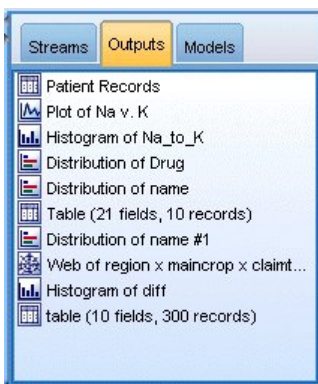 Streams Outputs Models
Patient Records
Plot of Na v. K
Histogram of Na_to_K
Distribution of Drug
Distribution of name
Table (21 fields, 10 records)
Distribution of name #1
Web of region x maincrop x claimt...
Histogram of diff
table (10 fields, 300 records)